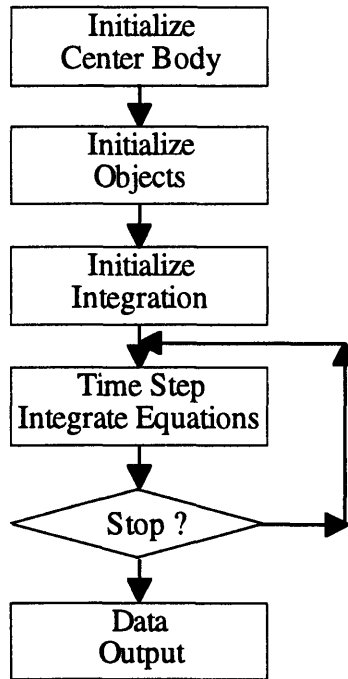 Initialize
Center Body
Initialize
Objects
Initialize
Integration
Time Step
Integrate Equations
Stop ?
Data
Output